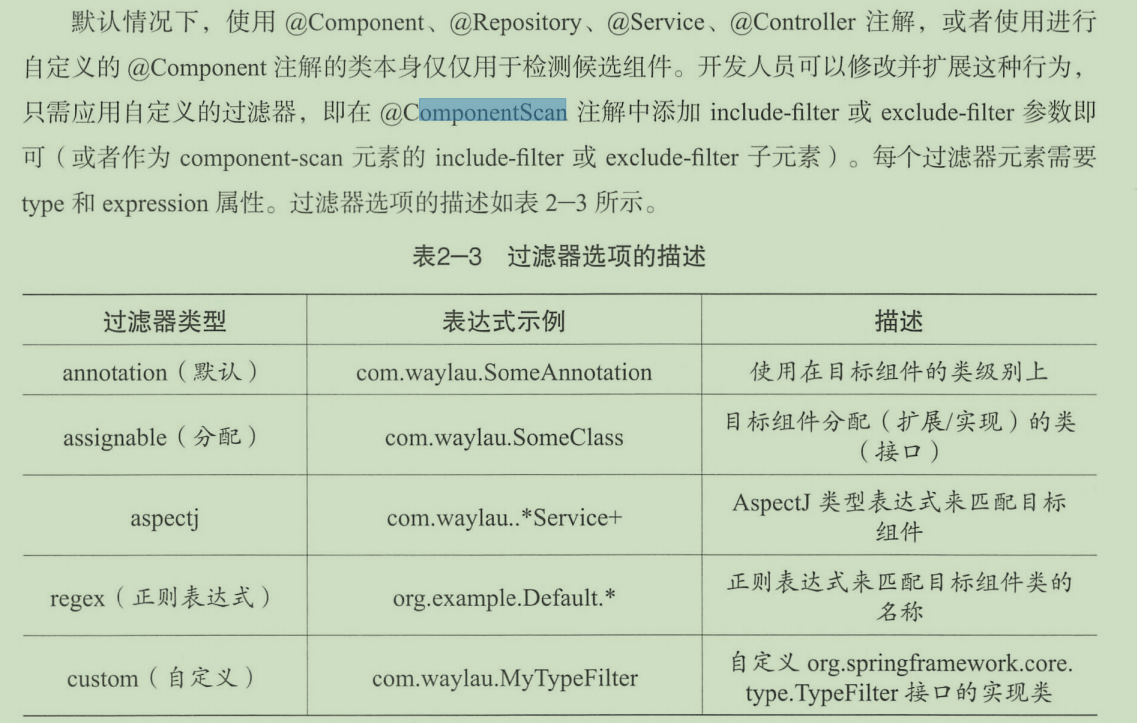 默认情况下，使用 @Component、@Repository、@Service、@Controller 注解，或者使用进行
自定义的 @Component 注解的类本身仅仅用于检测候选组件。开发人员可以修改并扩展这种行为，
只需应用自定义的过滤器，即在 @ComponentScan 注解中添加 include-filter 或 exclude-filter 参数即
可（或者作为 component-scan 元素的 include-filter 或 exclude-filter 子元素）。每个过滤器元素需要
type 和 expression 属性。过滤器选项的描述如表 2—3 所示。
表2—3 过滤器选项的描述
过滤器类型 表达式示例 描述
annotation（默认） com.waylau.SomeAnnotation 使用在目标组件的类级别上
assignable（分配） com.waylau.SomeClass 目标组件分配（扩展/实现）的类
（接口）
aspectj com.waylau..*Service+ AspectJ 类型表达式来匹配目标
组件
regex（正则表达式） org.example.Default.* 正则表达式来匹配目标组件类的
名称
custom（自定义） com.waylau.MyTypeFilter 自定义 org.springframework.core.
type.TypeFilter 接口的实现类